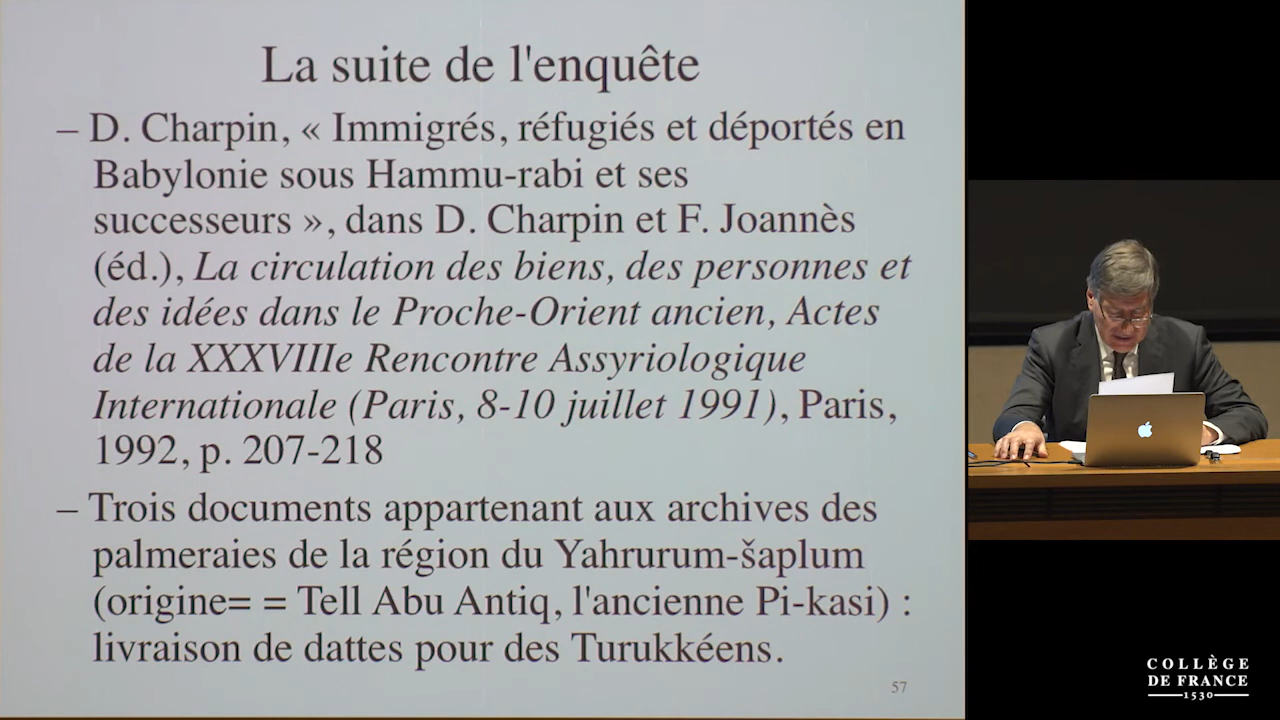 La suite de l'enquête
– D. Charpin, « Immigrés, réfugiés et déportés en
Babylonie sous Hammu-rabi et ses
successeurs », dans D. Charpin et F. Joannès
(éd.), La circulation des biens, des personnes et
des idées dans le Proche-Orient ancien, Actes
de la XXXVIIIe Rencontre Assyriologique
Internationale (Paris, 8-10 juillet 1991), Paris,
1992, p. 207-218
– Trois documents appartenant aux archives des
palmeraies de la région du Yahrurum-šaplum
(origine= = Tell Abu Antiq, l'ancienne Pi-kasi) :
livraison de dattes pour des Turukkéens.
57
COLLÈGE
DE FRANCE
1530